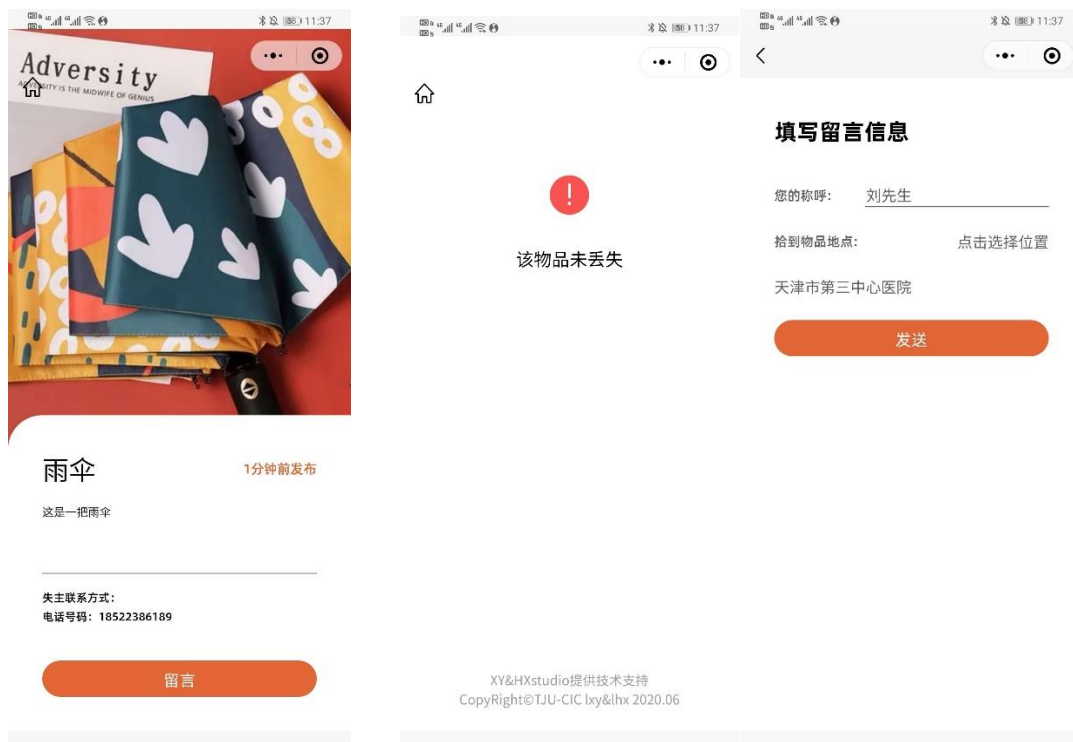 11:37
Adversity
ADVERSITY IS THE MIDWIFE OF GENIUS
雨伞
1分钟前发布
这是一把雨伞
失主联系方式：
电话号码：18522386189
留言
11:37
该物品未丢失
XY&HXstudio提供技术支持
CopyRight©TJU-CIC lxy&lhx 2020.06
11:37
填写留言信息
您的称呼： 刘先生
拾到物品地点： 点击选择位置
天津市第三中心医院
发送